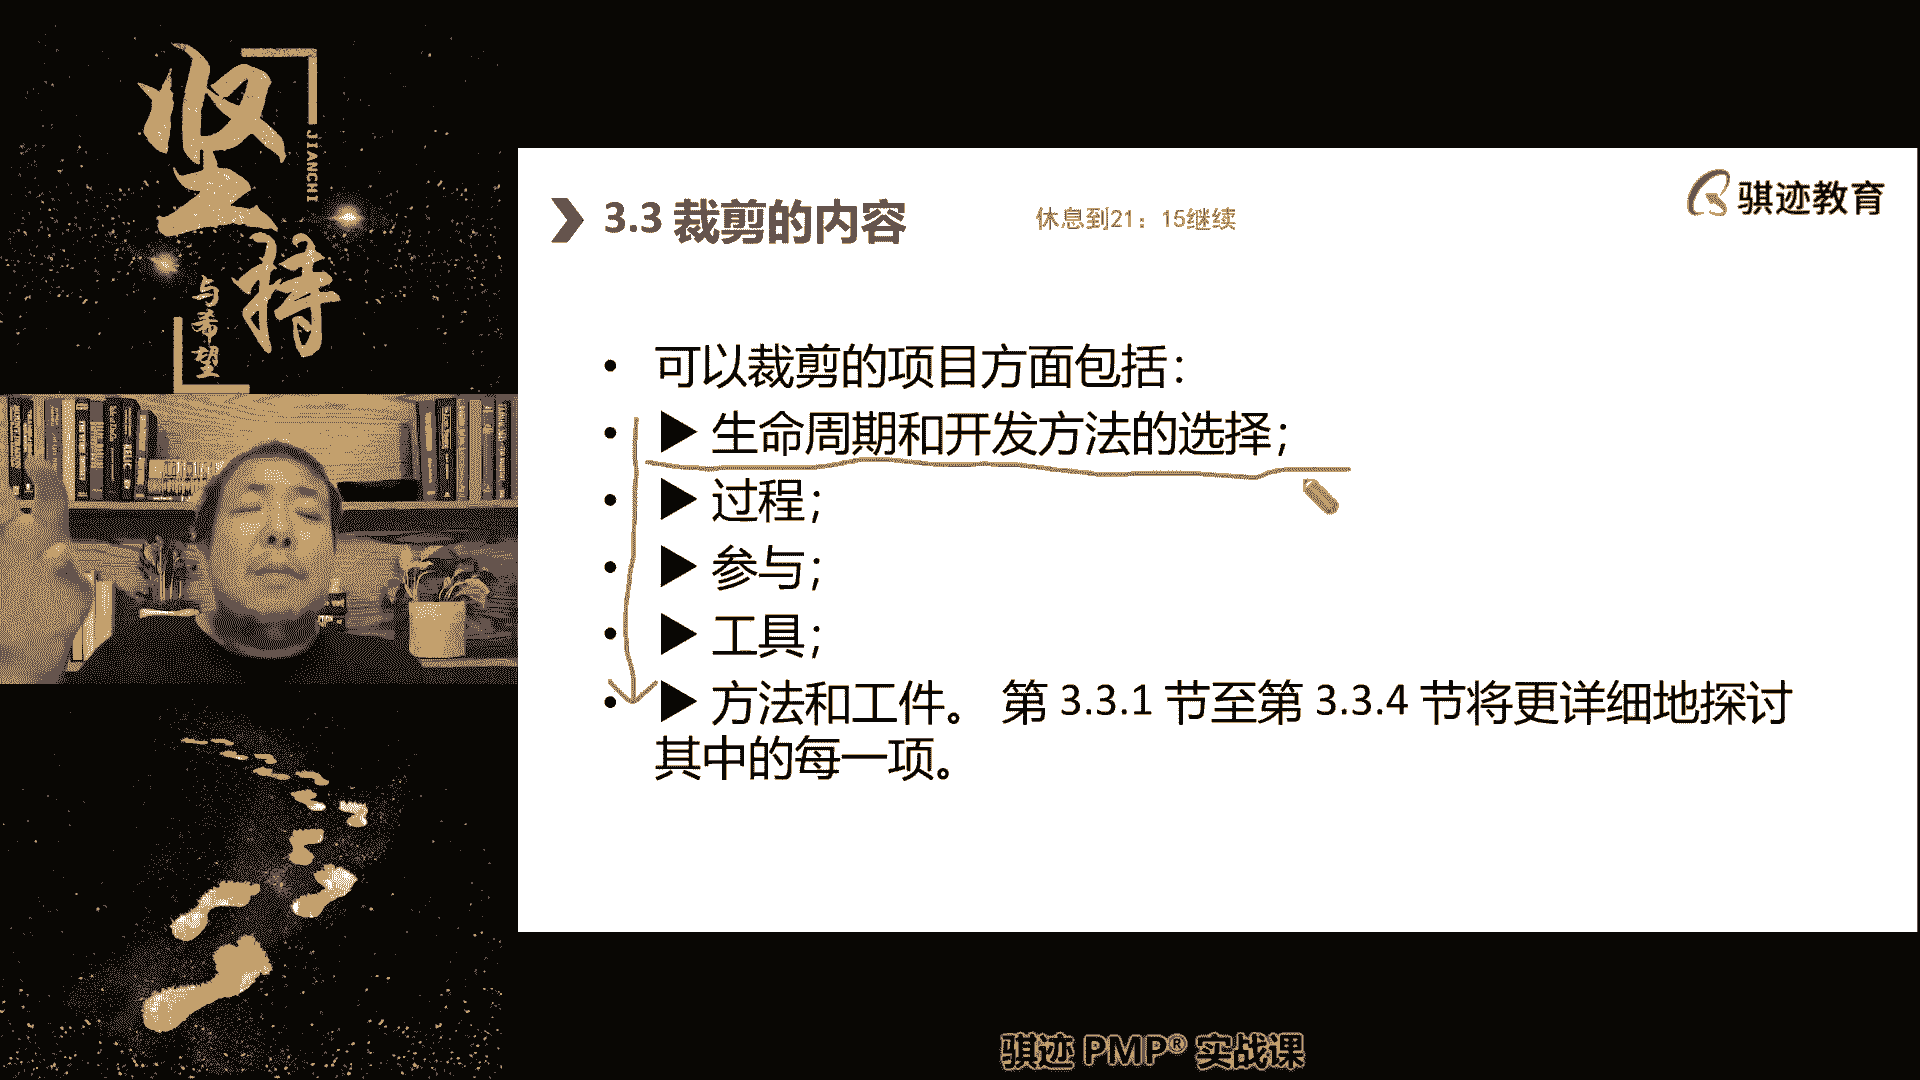 坚持
JIANCHI
与希望
3.3 裁剪的内容
休息到21：15继续
骐迹教育
• 可以裁剪的项目方面包括：
• ▶ 生命周期和开发方法的选择；
• ▶ 过程；
• ▶ 参与；
• ▶ 工具；
• ▶ 方法和工件。 第 3.3.1 节至第 3.3.4 节将更详细地探讨
其中的每一项。
骐迹 PMP® 实战课